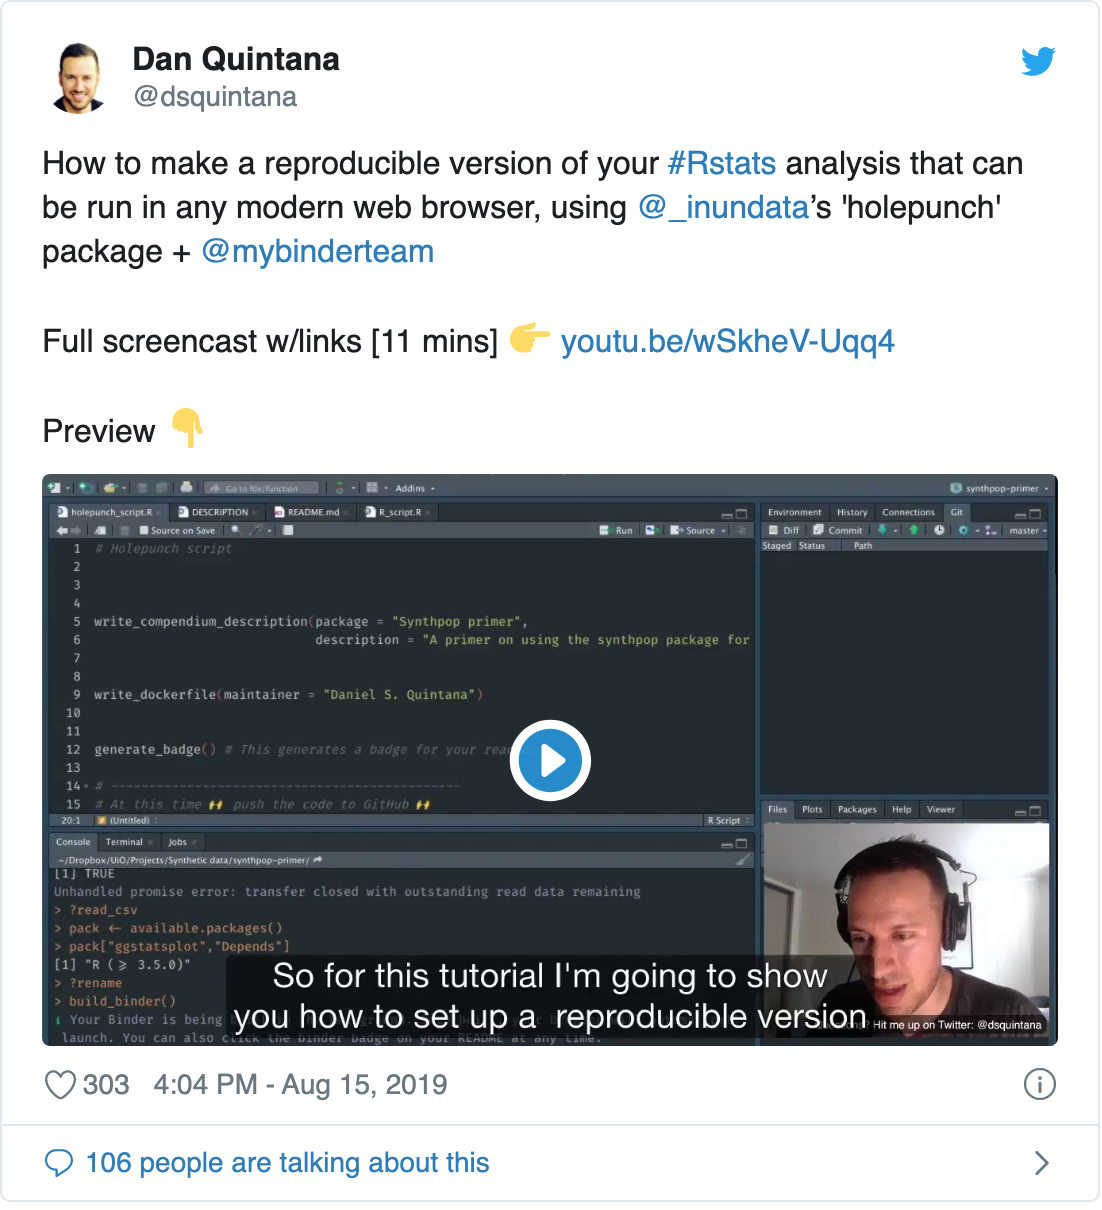 Dan Quintana
@dsquintana
How to make a reproducible version of your #Rstats analysis that can
be run in any modern web browser, using @_inundata’s 'holepunch'
package + @mybinderteam
Full screencast w/links [11 mins] 👉 youtu.be/wSkheV-Uqq4
Preview 👇
Go to file/function Addins synthpop-primer
holepunch_script.R DESCRIPTION README.md R_script.R
Source on Save Run Source
1 # Holepunch script
2
3
4
5 write_compendium_description(package = "Synthpop primer",
6 description = "A primer on using the synthpop package for
7
8
9 write_dockerfile(maintainer = "Daniel S. Quintana")
10
11
12 generate_badge() # This generates a badge for your
13
14 # --------------------------------------------
15 # At this time 🙌 push the code to GitHub 🙌
20:1 (Untitled) R Script
Environment History Connections Git
Diff Commit master
Staged Status Path
Console Terminal Jobs
~/Dropbox/UiO/Projects/Synthetic data/synthpop-primer/
[1] TRUE
Unhandled promise error: transfer closed with outstanding read data remaining
> ?read_csv
> pack ← available.packages()
> pack["ggstatsplot","Depends"]
[1] "R (⩾ 3.5.0)"
> ?rename
> build_binder()
ℹ Your Binder is being
launch. You can also click the binder badge on your README at any time.
Files Plots Packages Help Viewer
So for this tutorial I'm going to show
you how to set up a reproducible version
Hit me up on Twitter: @dsquintana
303 4:04 PM - Aug 15, 2019
106 people are talking about this